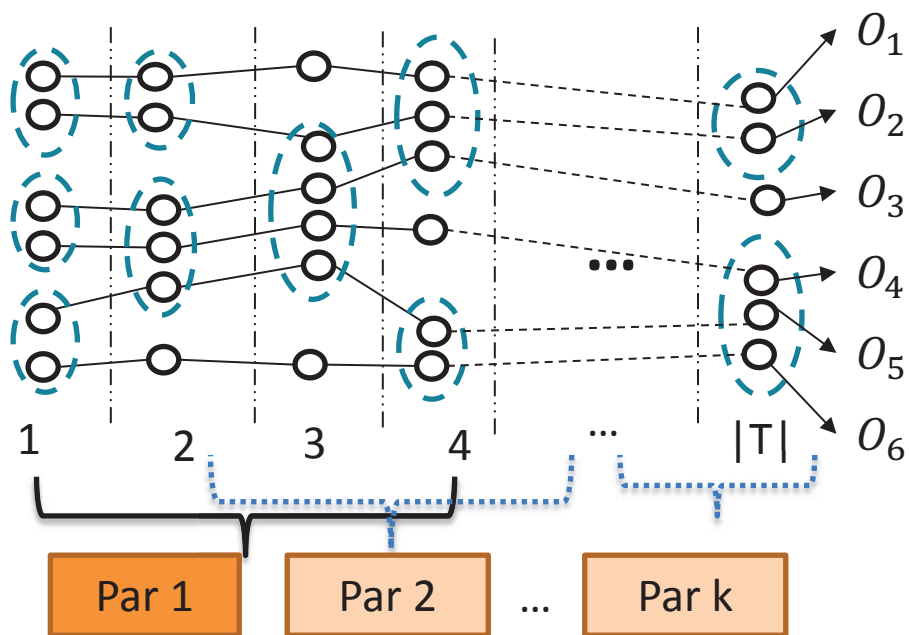 O₁
O₂
O₃
O₄
O₅
O₆
1 2 3 4 ... |T|
...
Par 1 Par 2 ... Par k